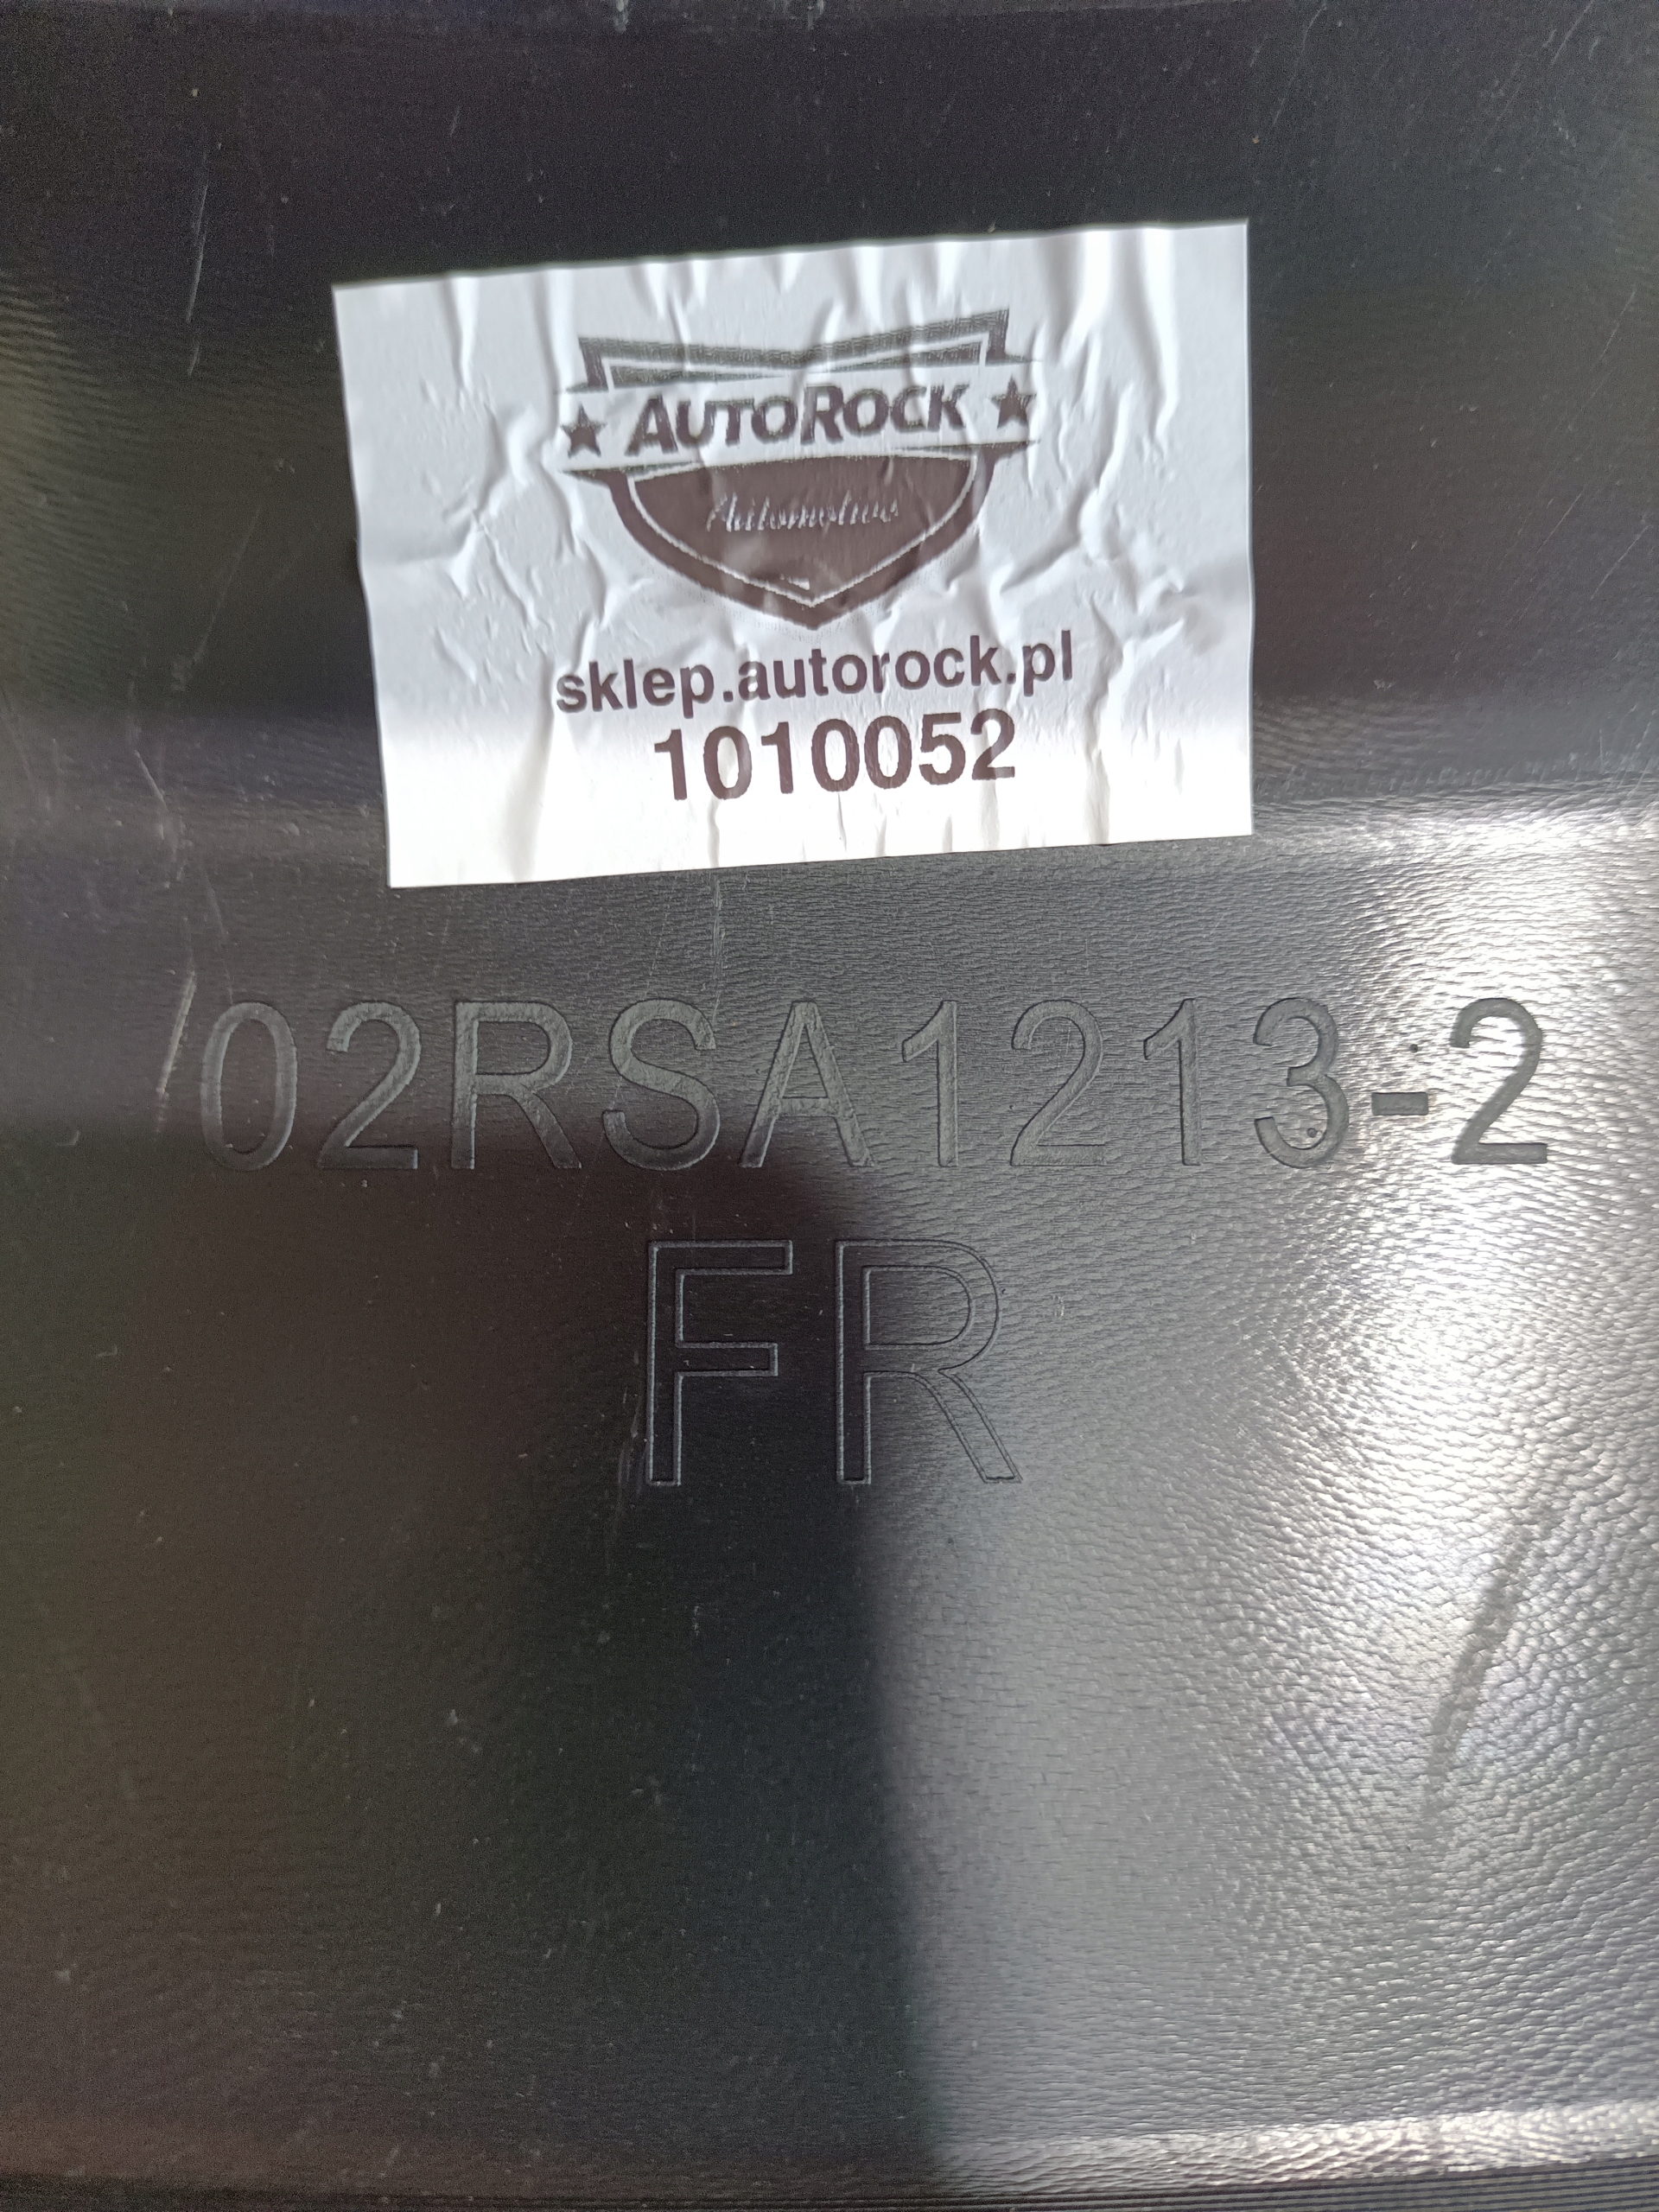 ★ AUTOROCK ★
Automotive
sklep.autorock.pl
1010052
02RSA1213-2
FR